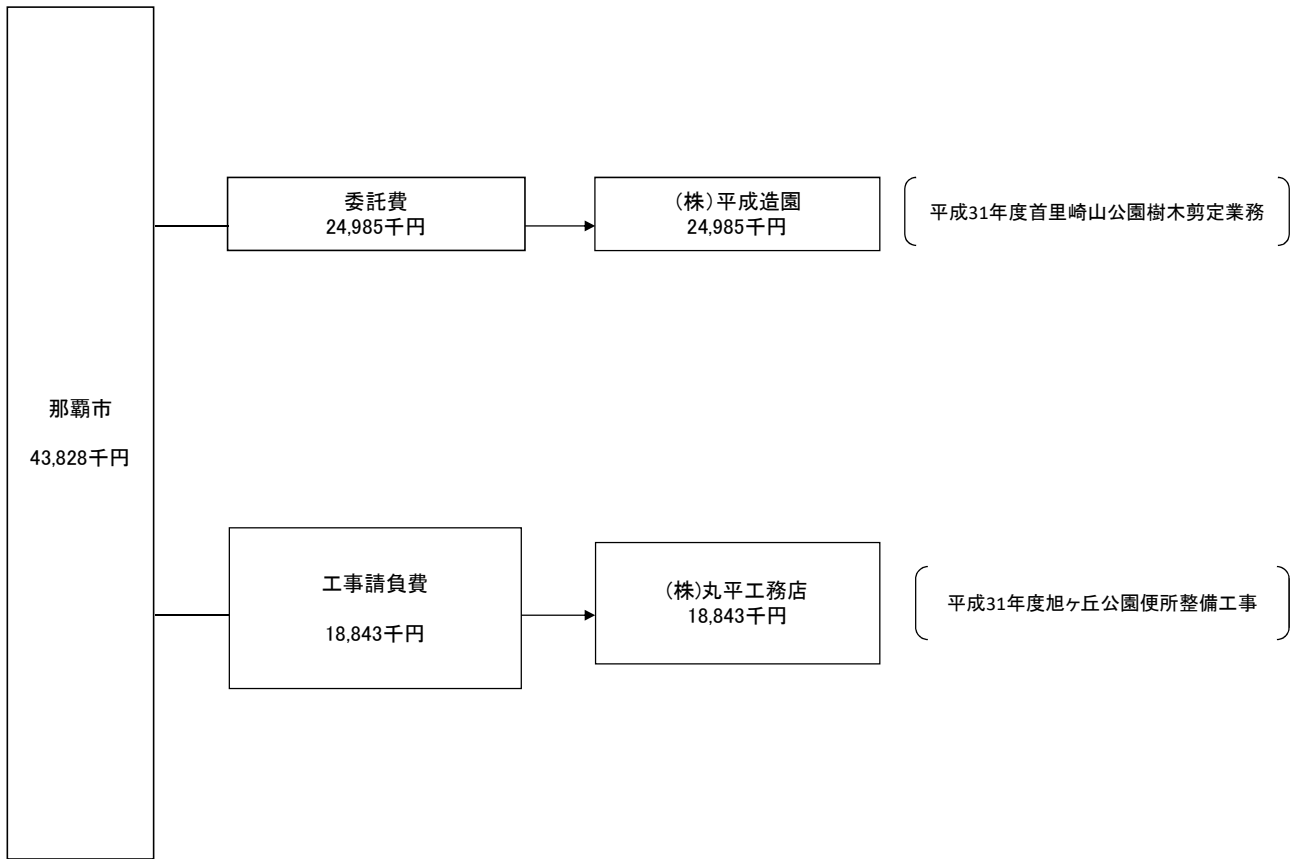 那覇市
43,828千円
委託費
24,985千円
(株)平成造園
24,985千円
平成31年度首里崎山公園樹木剪定業務
工事請負費
18,843千円
(株)丸平工務店
18,843千円
平成31年度旭ヶ丘公園便所整備工事